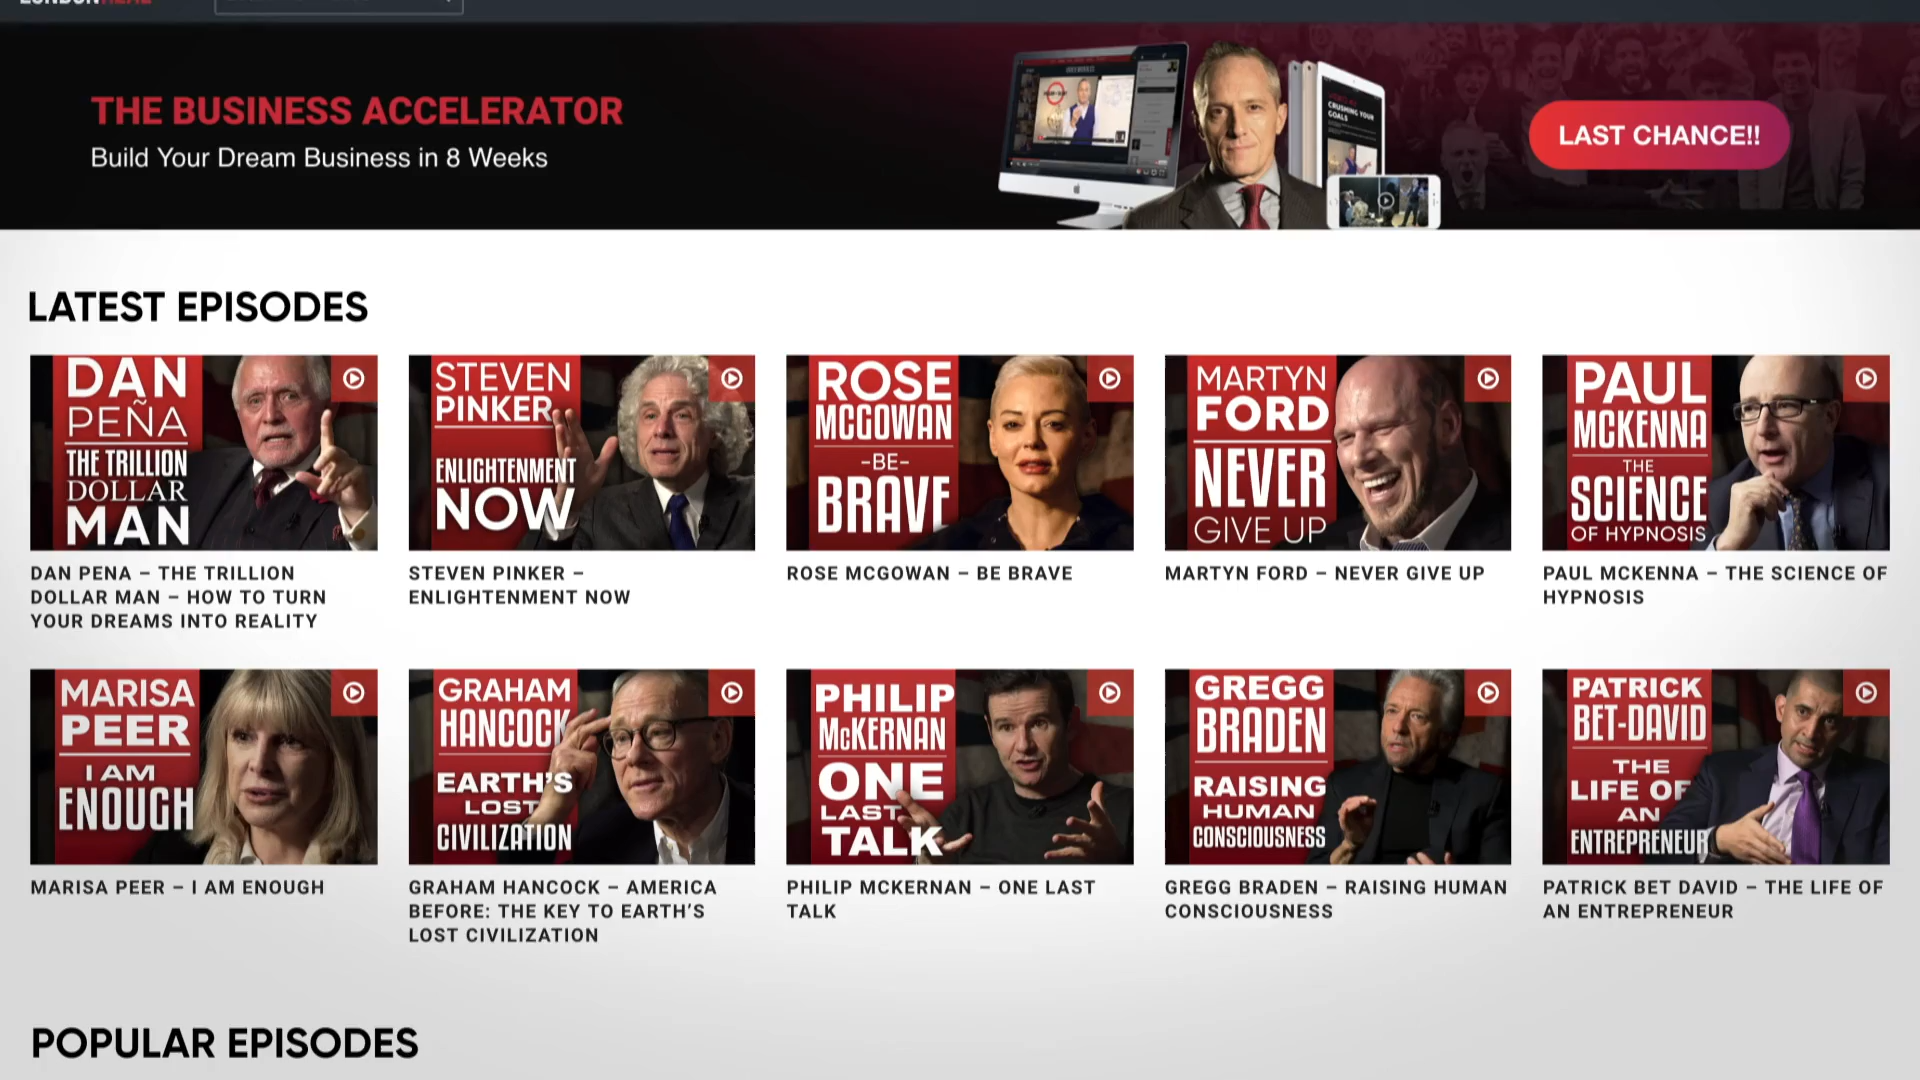 LONDONREAL
THE BUSINESS ACCELERATOR
Build Your Dream Business in 8 Weeks
CRUSHING YOUR
GOALS
LAST CHANCE!!
LATEST EPISODES
DAN
PEÑA
THE TRILLION
DOLLAR
MAN
STEVEN
PINKER
ENLIGHTENMENT
NOW
ROSE
MCGOWAN
-BE-
BRAVE
MARTYN
FORD
NEVER
GIVE UP
PAUL
MCKENNA
THE
SCIENCE
OF HYPNOSIS
DAN PENA – THE TRILLION
DOLLAR MAN – HOW TO TURN
YOUR DREAMS INTO REALITY
STEVEN PINKER –
ENLIGHTENMENT NOW
ROSE MCGOWAN – BE BRAVE
MARTYN FORD – NEVER GIVE UP
PAUL MCKENNA – THE SCIENCE OF
HYPNOSIS
MARISA
PEER
I AM
ENOUGH
GRAHAM
HANCOCK
EARTH'S
LOST
CIVILIZATION
PHILIP
McKERNAN
ONE
LAST
TALK
GREGG
BRADEN
RAISING
HUMAN
CONSCIOUSNESS
PATRICK
BET-DAVID
THE
LIFE OF
AN
ENTREPRENEUR
MARISA PEER – I AM ENOUGH
GRAHAM HANCOCK – AMERICA
BEFORE: THE KEY TO EARTH'S
LOST CIVILIZATION
PHILIP MCKERNAN – ONE LAST
TALK
GREGG BRADEN – RAISING HUMAN
CONSCIOUSNESS
PATRICK BET DAVID – THE LIFE OF
AN ENTREPRENEUR
POPULAR EPISODES